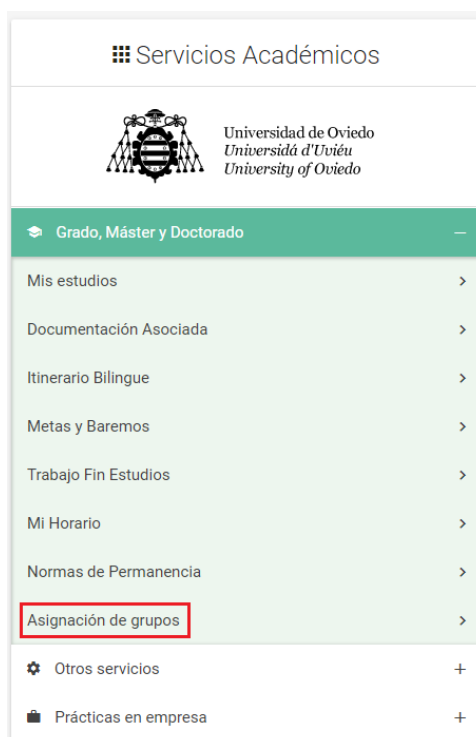 Servicios Académicos
Universidad de Oviedo
Universidá d'Uviéu
University of Oviedo
Grado, Máster y Doctorado
Mis estudios
Documentación Asociada
Itinerario Bilingue
Metas y Baremos
Trabajo Fin Estudios
Mi Horario
Normas de Permanencia
Asignación de grupos
Otros servicios
Prácticas en empresa